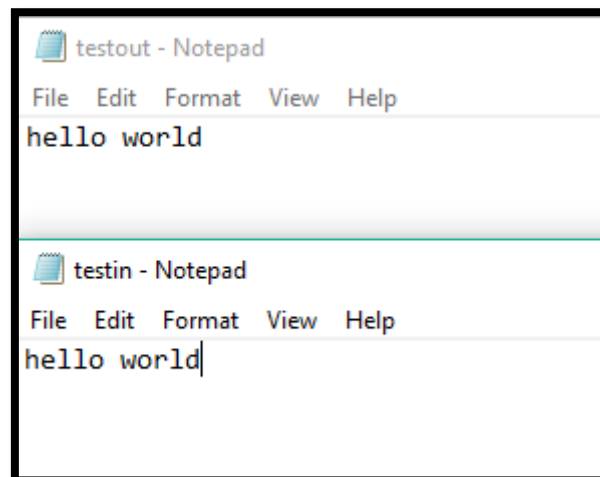 testout - Notepad
File Edit Format View Help
hello world
testin - Notepad
File Edit Format View Help
hello world